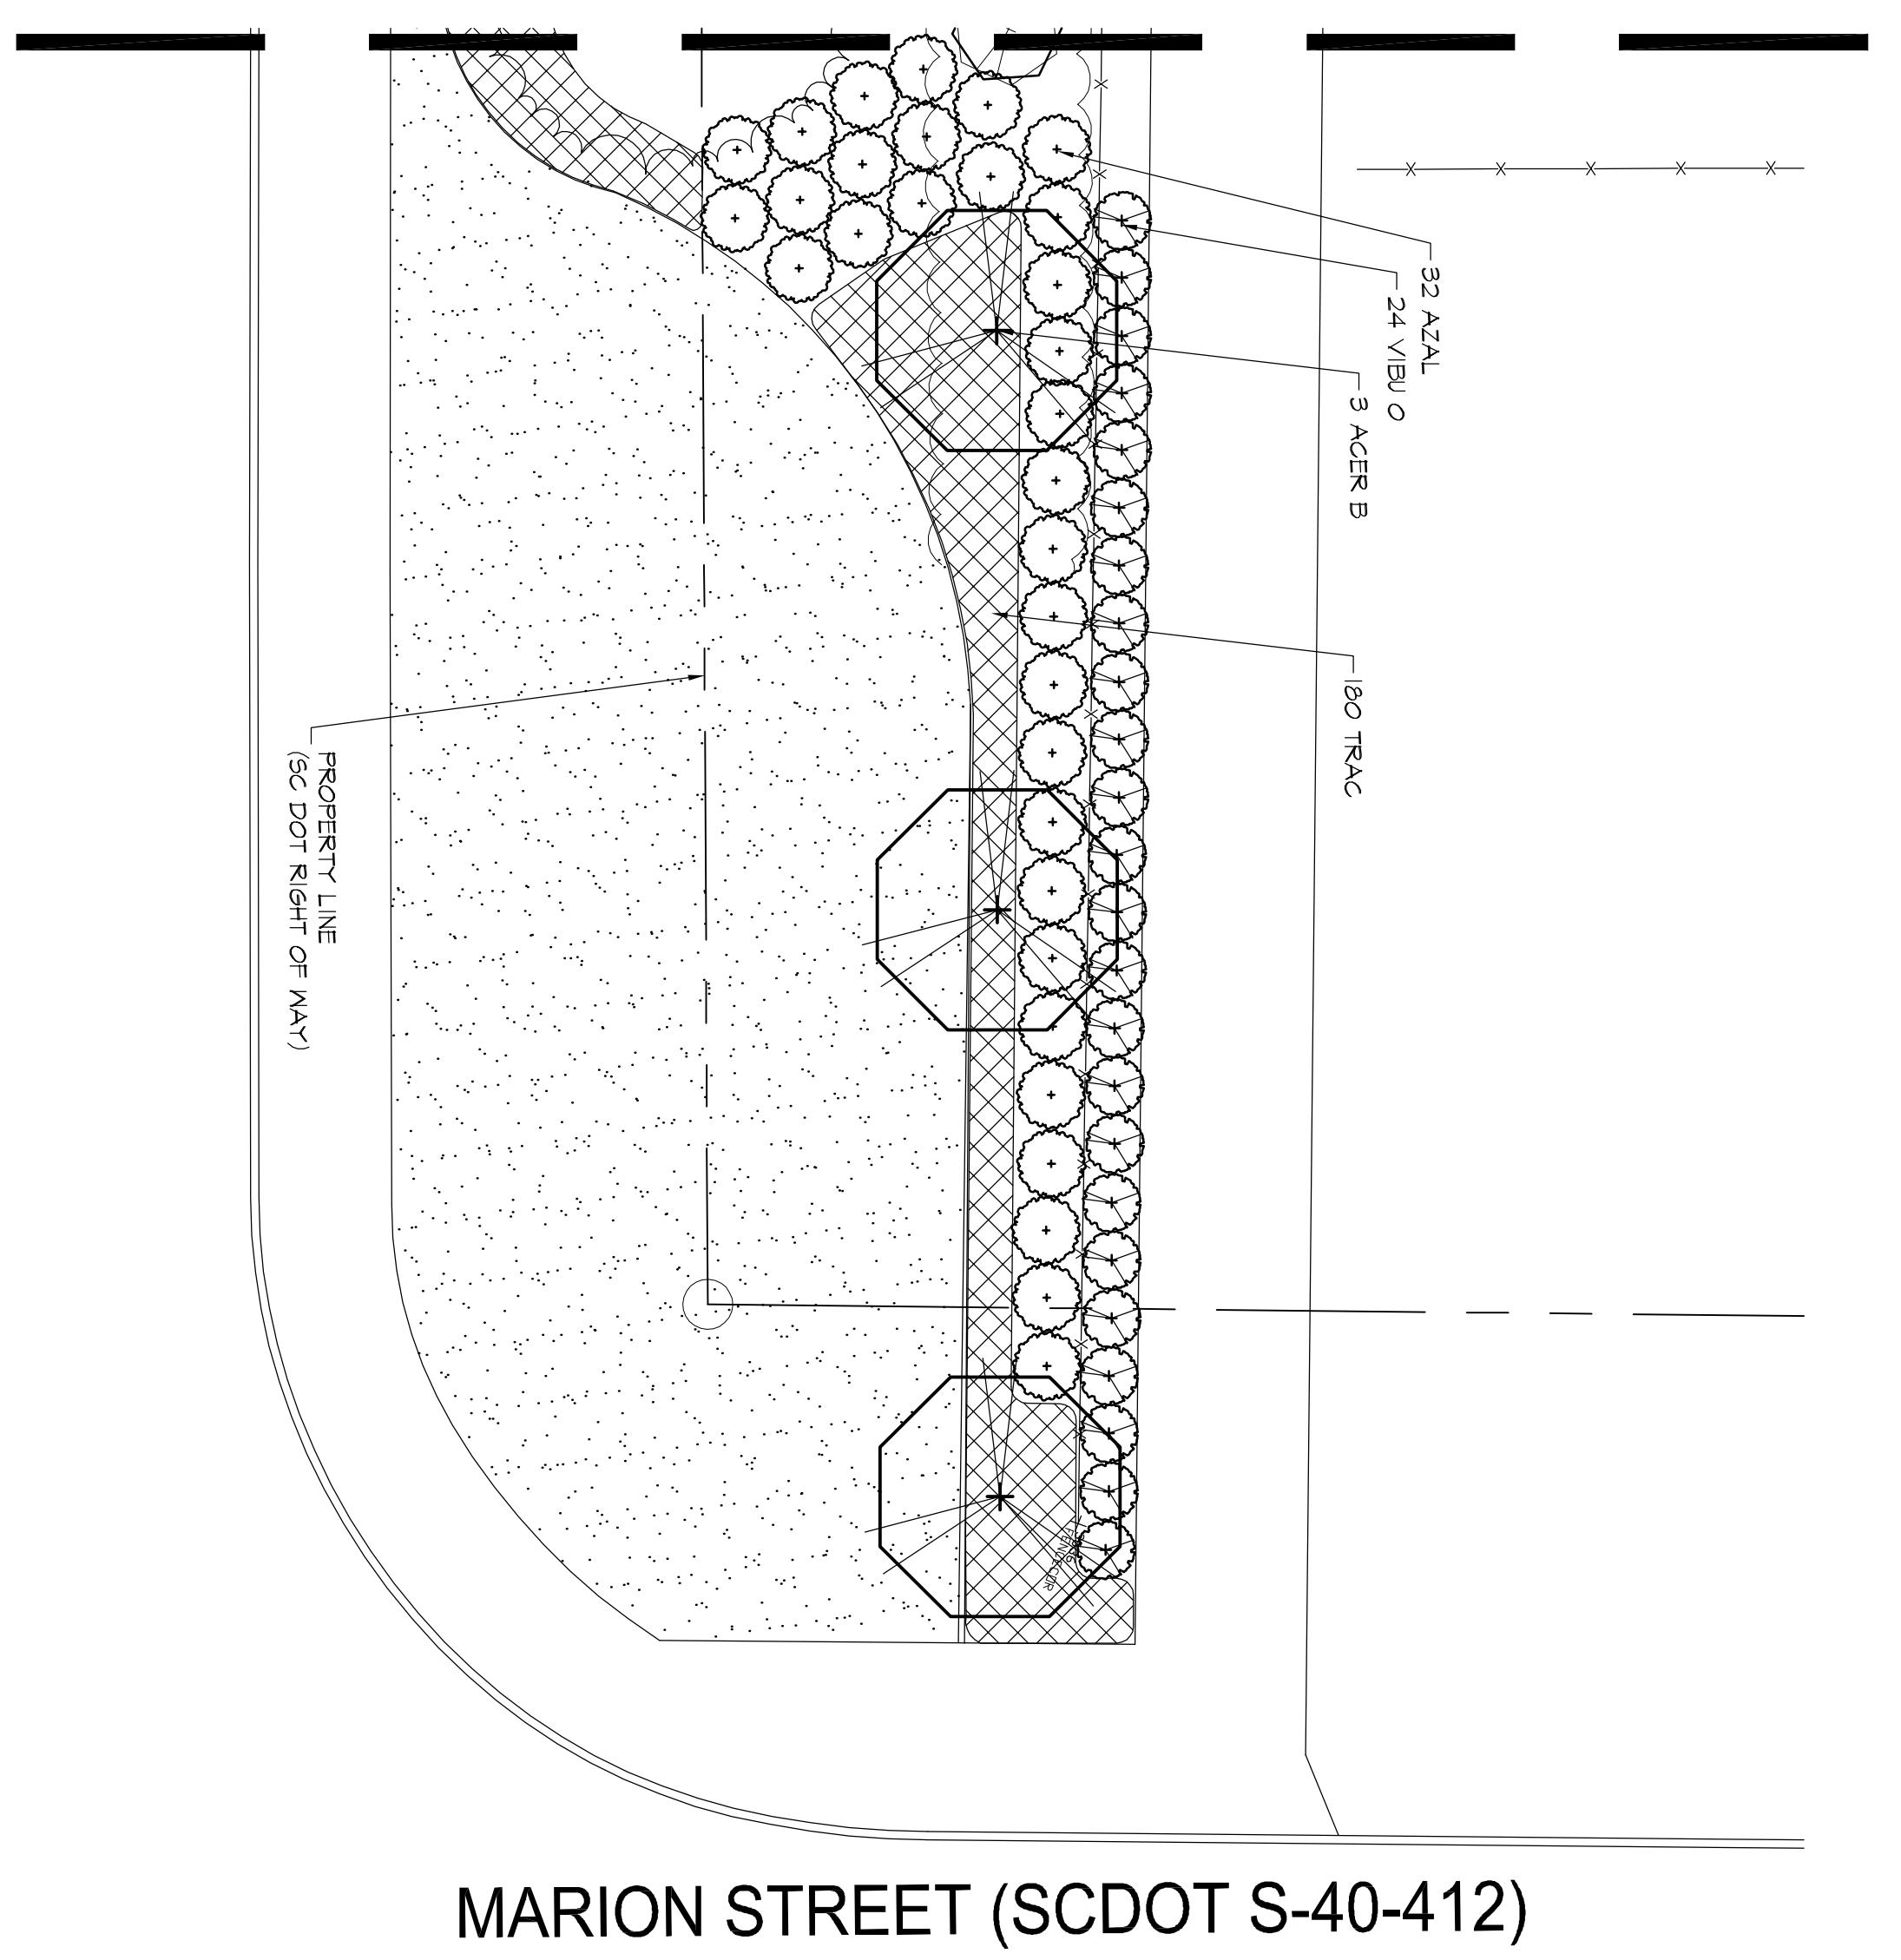 32 AZAL
24 VIBU O
3 ACER B
180 TRAC
PROPERTY LINE
(SC DOT RIGHT OF WAY)
MARION STREET (SCDOT S-40-412)